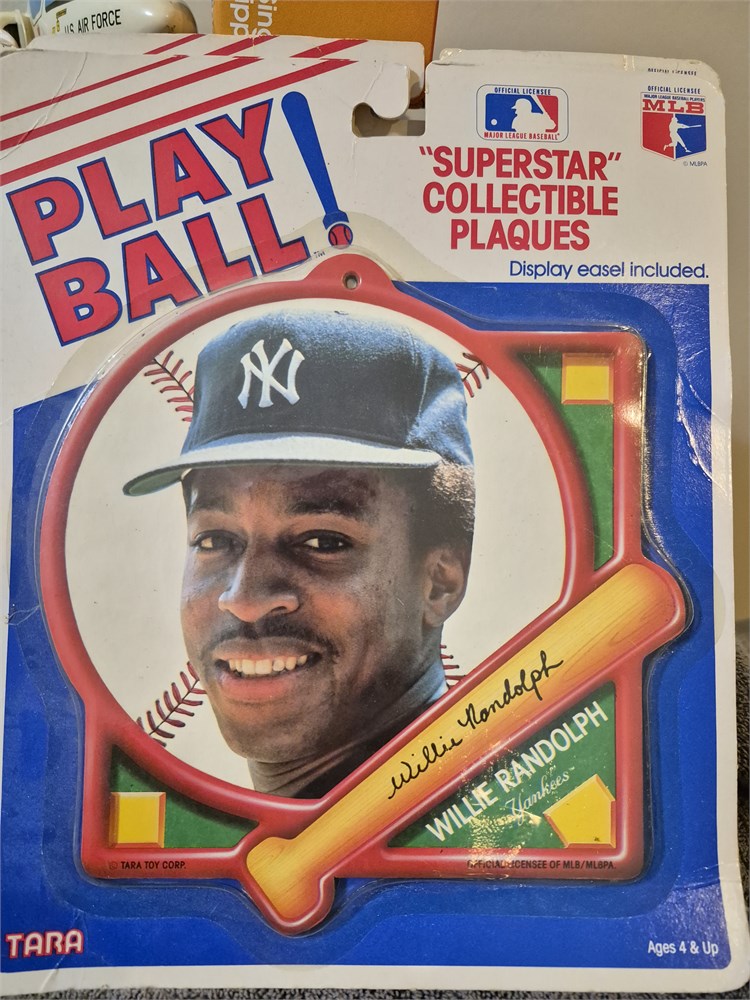 U.S. AIR FORCE
PLAY
BALL!
OFFICIAL LICENSEE
MAJOR LEAGUE BASEBALL
OFFICIAL LICENSEE
MAJOR LEAGUE BASEBALL PLAYERS
MLB
© MLBPA
"SUPERSTAR"
COLLECTIBLE
PLAQUES
Display easel included.
NY
Willie Randolph
WILLIE RANDOLPH
Yankees
© TARA TOY CORP.
OFFICIAL LICENSEE OF MLB/MLBPA.
TARA
Ages 4 & Up